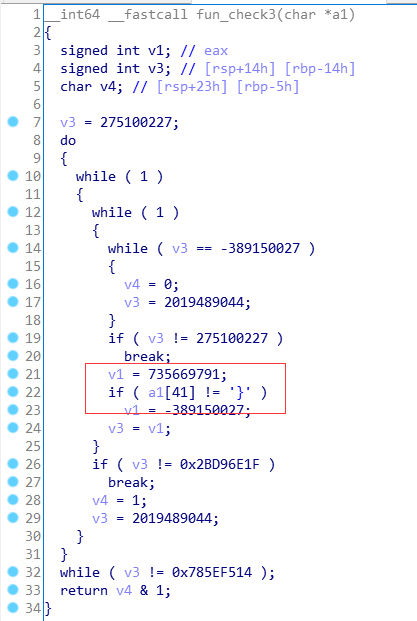 1 __int64 __fastcall fun_check3(char *a1)
2 {
3 signed int v1; // eax
4 signed int v3; // [rsp+14h] [rbp-14h]
5 char v4; // [rsp+23h] [rbp-5h]
6
7 v3 = 275100227;
8 do
9 {
10 while ( 1 )
11 {
12 while ( 1 )
13 {
14 while ( v3 == -389150027 )
15 {
16 v4 = 0;
17 v3 = 2019489044;
18 }
19 if ( v3 != 275100227 )
20 break;
21 v1 = 735669791;
22 if ( a1[41] != '}' )
23 v1 = -389150027;
24 v3 = v1;
25 }
26 if ( v3 != 0x2BD96E1F )
27 break;
28 v4 = 1;
29 v3 = 2019489044;
30 }
31 }
32 while ( v3 != 0x785EF514 );
33 return v4 & 1;
34 }